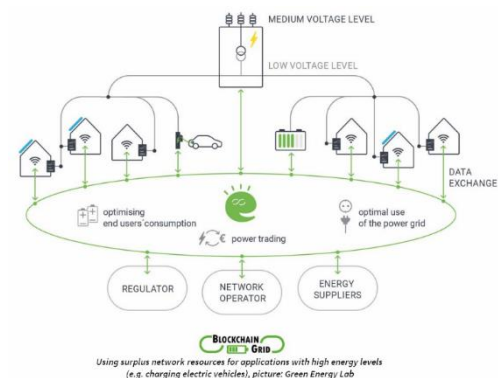 MEDIUM VOLTAGE LEVEL
LOW VOLTAGE LEVEL
DATA
EXCHANGE
optimising
end users' consumption
power trading
optimal use
of the power grid
REGULATOR
NETWORK
OPERATOR
ENERGY
SUPPLIERS
BLOCKCHAIN
GRID
Using surplus network resources for applications with high energy levels
(e.g. charging electric vehicles), picture: Green Energy Lab